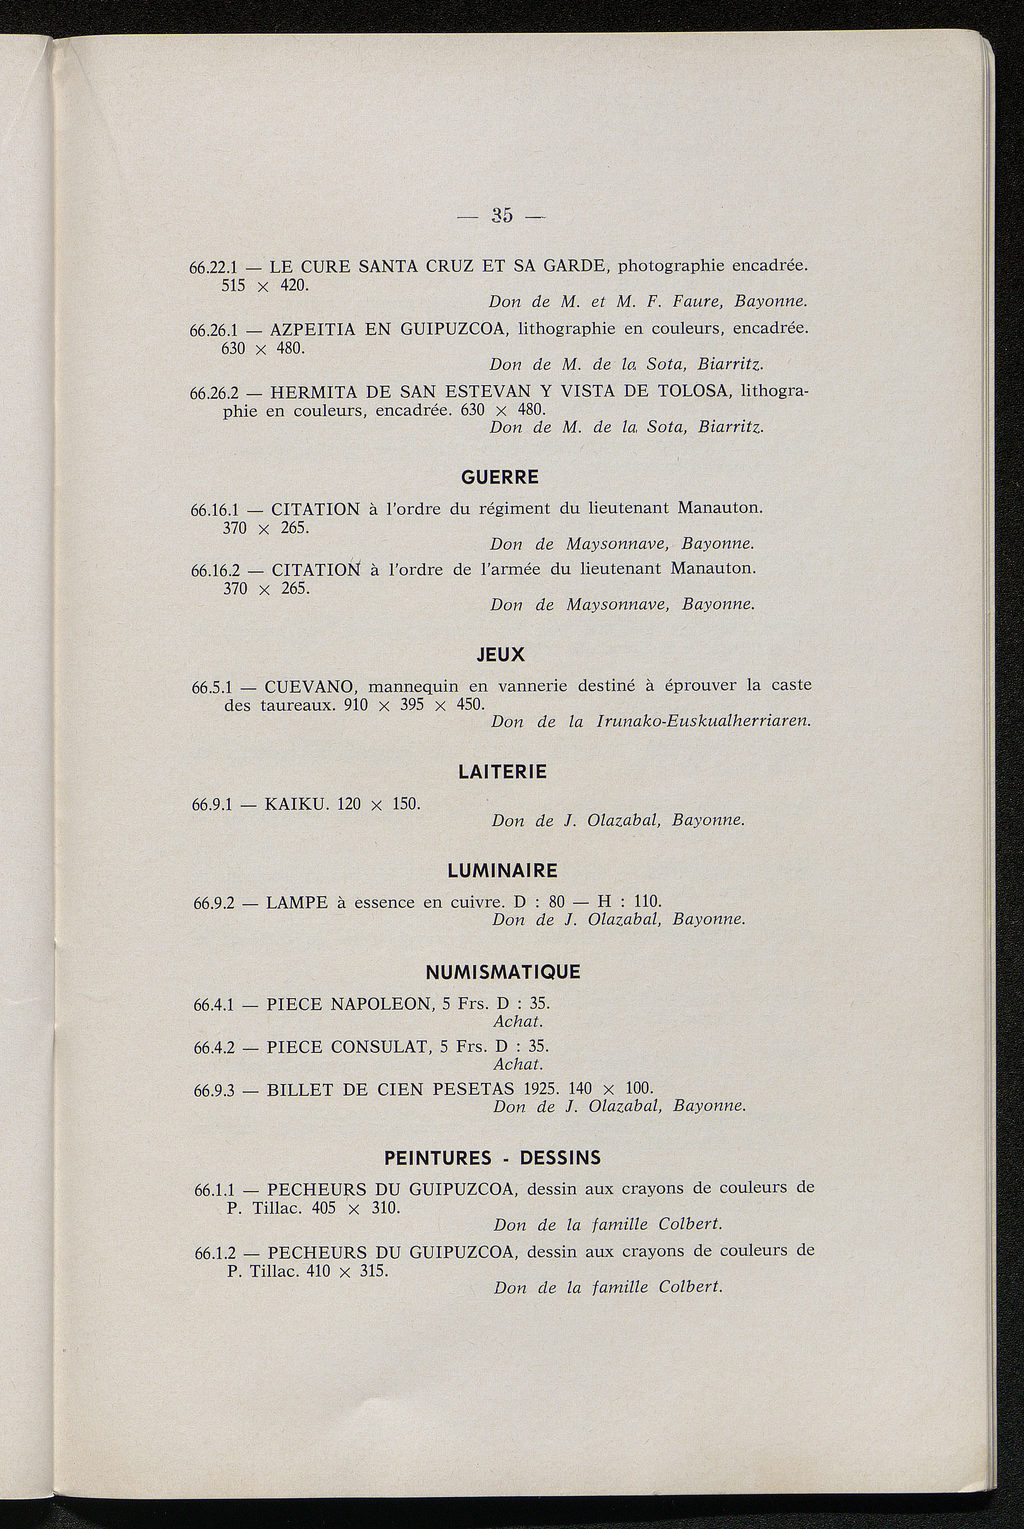 — 35 —
66.22.1 — LE CURE SANTA CRUZ ET SA GARDE, photographie encadrée.
515 × 420.
Don de M. et M. F. Faure, Bayonne.
66.26.1 — AZPEITIA EN GUIPUZCOA, lithographie en couleurs, encadrée.
630 × 480.
Don de M. de la Sota, Biarritz.
66.26.2 — HERMITA DE SAN ESTEVAN Y VISTA DE TOLOSA, lithogra-
phie en couleurs, encadrée. 630 × 480.
Don de M. de la Sota, Biarritz.
GUERRE
66.16.1 — CITATION à l'ordre du régiment du lieutenant Manauton.
370 × 265.
Don de Maysonnave, Bayonne.
66.16.2 — CITATION à l'ordre de l'armée du lieutenant Manauton.
370 × 265.
Don de Maysonnave, Bayonne.
JEUX
66.5.1 — CUEVANO, mannequin en vannerie destiné à éprouver la caste
des taureaux. 910 × 395 × 450.
Don de la Irunako-Euskualherriaren.
LAITERIE
66.9.1 — KAIKU. 120 × 150.
Don de J. Olazabal, Bayonne.
LUMINAIRE
66.9.2 — LAMPE à essence en cuivre. D : 80 — H : 110.
Don de J. Olazabal, Bayonne.
NUMISMATIQUE
66.4.1 — PIECE NAPOLEON, 5 Frs. D : 35.
Achat.
66.4.2 — PIECE CONSULAT, 5 Frs. D : 35.
Achat.
66.9.3 — BILLET DE CIEN PESETAS 1925. 140 × 100.
Don de J. Olazabal, Bayonne.
PEINTURES - DESSINS
66.1.1 — PECHEURS DU GUIPUZCOA, dessin aux crayons de couleurs de
P. Tillac. 405 × 310.
Don de la famille Colbert.
66.1.2 — PECHEURS DU GUIPUZCOA, dessin aux crayons de couleurs de
P. Tillac. 410 × 315.
Don de la famille Colbert.